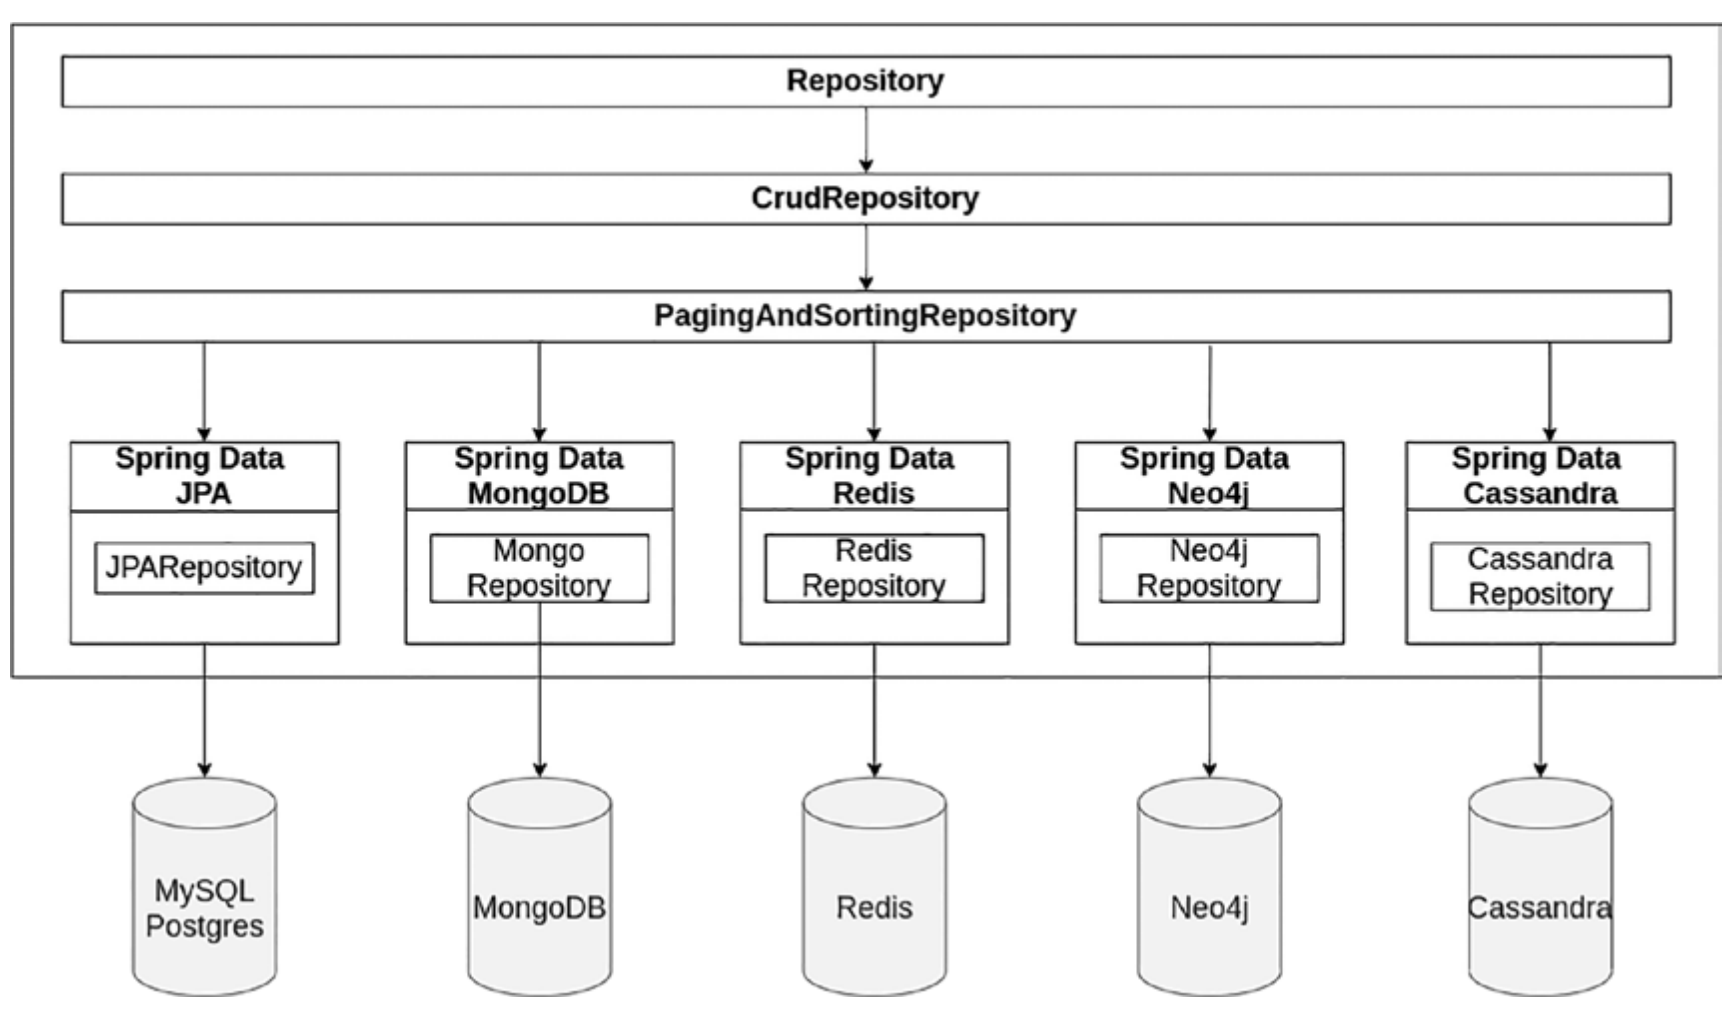 Repository
CrudRepository
PagingAndSortingRepository
Spring Data
JPA
JPARepository
Spring Data
MongoDB
Mongo
Repository
Spring Data
Redis
Redis
Repository
Spring Data
Neo4j
Neo4j
Repository
Spring Data
Cassandra
Cassandra
Repository
MySQL
Postgres
MongoDB
Redis
Neo4j
Cassandra